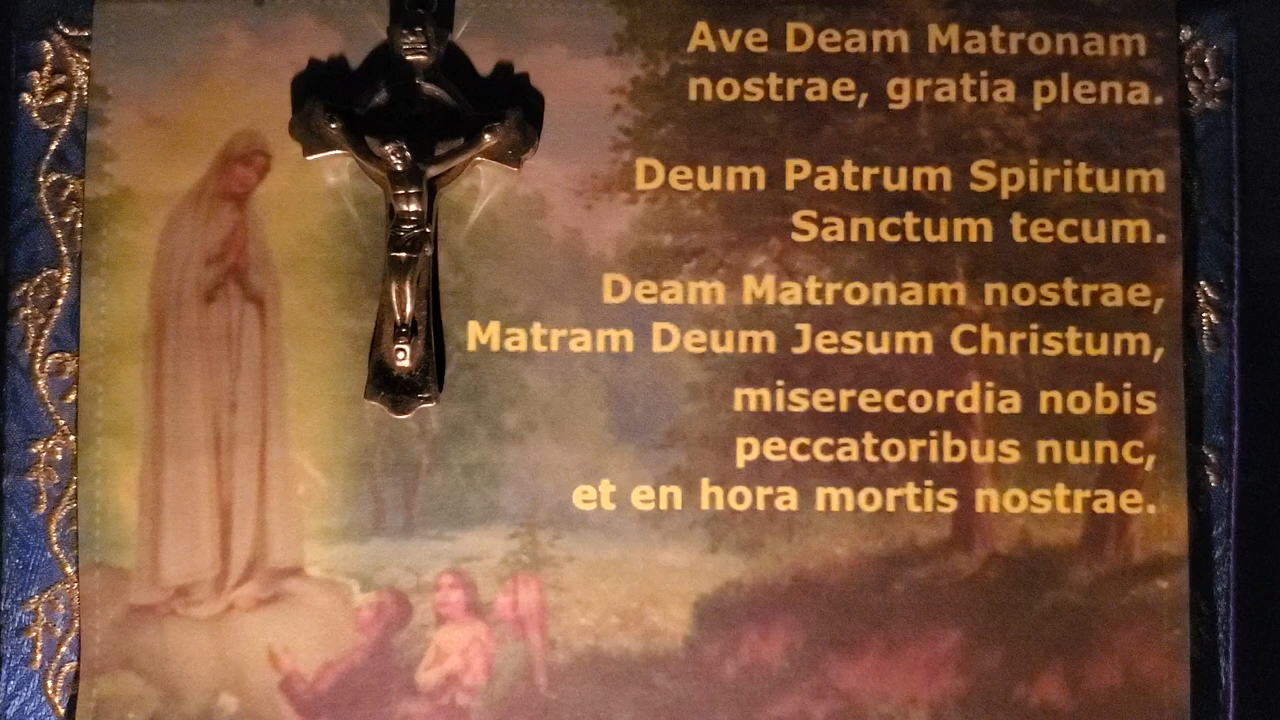 Ave Deam Matronam
nostrae, gratia plena.
Deum Patrum Spiritum
Sanctum tecum.
Deam Matronam nostrae,
Matram Deum Jesum Christum,
miserecordia nobis
peccatoribus nunc,
et en hora mortis nostrae.